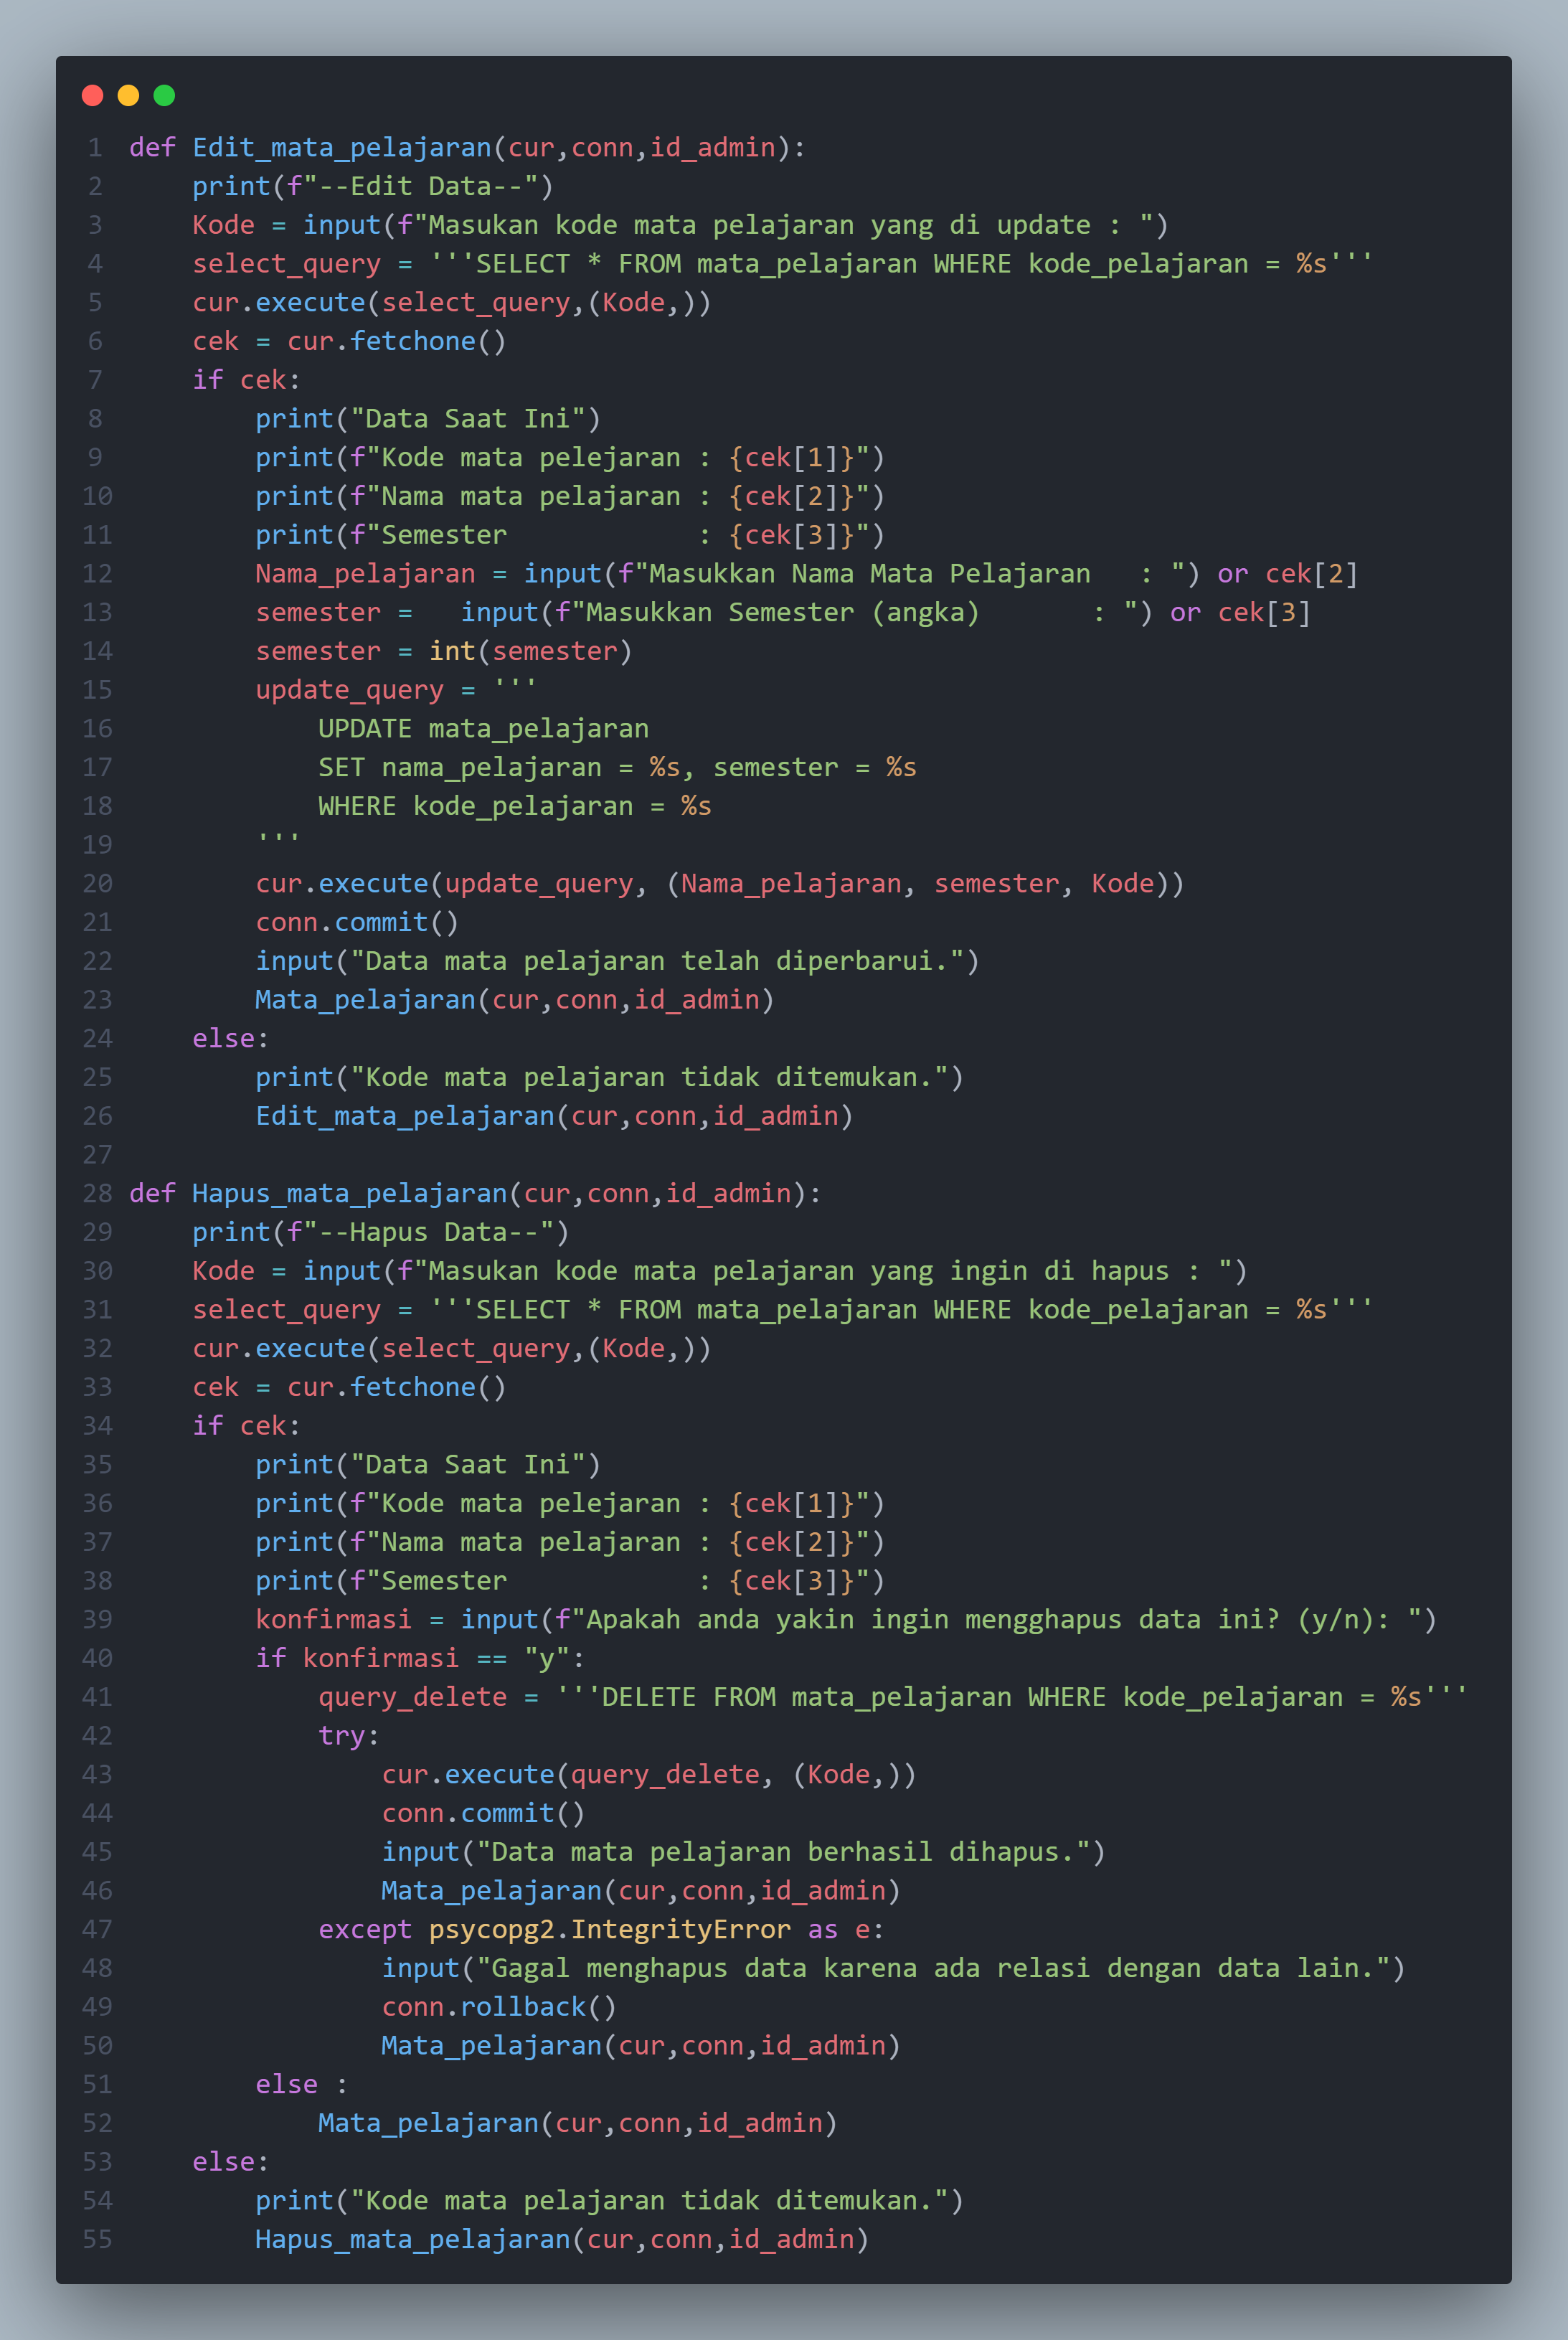 1 def Edit_mata_pelajaran(cur,conn,id_admin):
2     print(f"--Edit Data--")
3     Kode = input(f"Masukan kode mata pelajaran yang di update : ")
4     select_query = '''SELECT * FROM mata_pelajaran WHERE kode_pelajaran = %s'''
5     cur.execute(select_query,(Kode,))
6     cek = cur.fetchone()
7     if cek:
8         print("Data Saat Ini")
9         print(f"Kode mata pelejaran : {cek[1]}")
10         print(f"Nama mata pelajaran : {cek[2]}")
11         print(f"Semester            : {cek[3]}")
12         Nama_pelajaran = input(f"Masukkan Nama Mata Pelajaran   : ") or cek[2]
13         semester =   input(f"Masukkan Semester (angka)       : ") or cek[3]
14         semester = int(semester)
15         update_query = '''
16             UPDATE mata_pelajaran
17             SET nama_pelajaran = %s, semester = %s
18             WHERE kode_pelajaran = %s
19         '''
20         cur.execute(update_query, (Nama_pelajaran, semester, Kode))
21         conn.commit()
22         input("Data mata pelajaran telah diperbarui.")
23         Mata_pelajaran(cur,conn,id_admin)
24     else:
25         print("Kode mata pelajaran tidak ditemukan.")
26         Edit_mata_pelajaran(cur,conn,id_admin)
27
28 def Hapus_mata_pelajaran(cur,conn,id_admin):
29     print(f"--Hapus Data--")
30     Kode = input(f"Masukan kode mata pelajaran yang ingin di hapus : ")
31     select_query = '''SELECT * FROM mata_pelajaran WHERE kode_pelajaran = %s'''
32     cur.execute(select_query,(Kode,))
33     cek = cur.fetchone()
34     if cek:
35         print("Data Saat Ini")
36         print(f"Kode mata pelejaran : {cek[1]}")
37         print(f"Nama mata pelajaran : {cek[2]}")
38         print(f"Semester            : {cek[3]}")
39         konfirmasi = input(f"Apakah anda yakin ingin mengghapus data ini? (y/n): ")
40         if konfirmasi == "y":
41             query_delete = '''DELETE FROM mata_pelajaran WHERE kode_pelajaran = %s'''
42             try:
43                 cur.execute(query_delete, (Kode,))
44                 conn.commit()
45                 input("Data mata pelajaran berhasil dihapus.")
46                 Mata_pelajaran(cur,conn,id_admin)
47             except psycopg2.IntegrityError as e:
48                 input("Gagal menghapus data karena ada relasi dengan data lain.")
49                 conn.rollback()
50                 Mata_pelajaran(cur,conn,id_admin)
51         else :
52             Mata_pelajaran(cur,conn,id_admin)
53     else:
54         print("Kode mata pelajaran tidak ditemukan.")
55         Hapus_mata_pelajaran(cur,conn,id_admin)